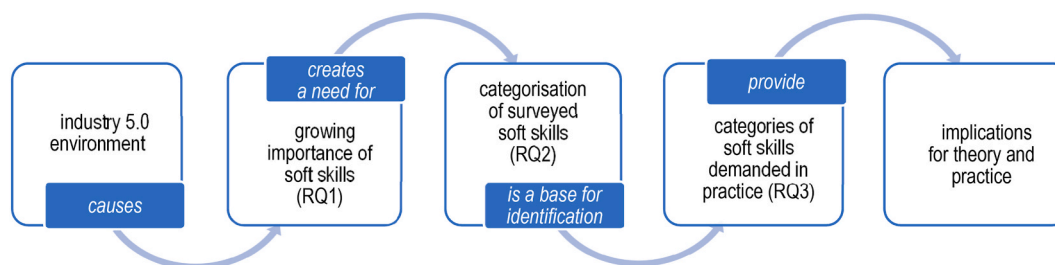 industry 5.0
environment
causes
creates
a need for
growing
importance of
soft skills
(RQ1)
categorisation
of surveyed
soft skills
(RQ2)
is a base for
identification
provide
categories of
soft skills
demanded in
practice (RQ3)
implications
for theory and
practice